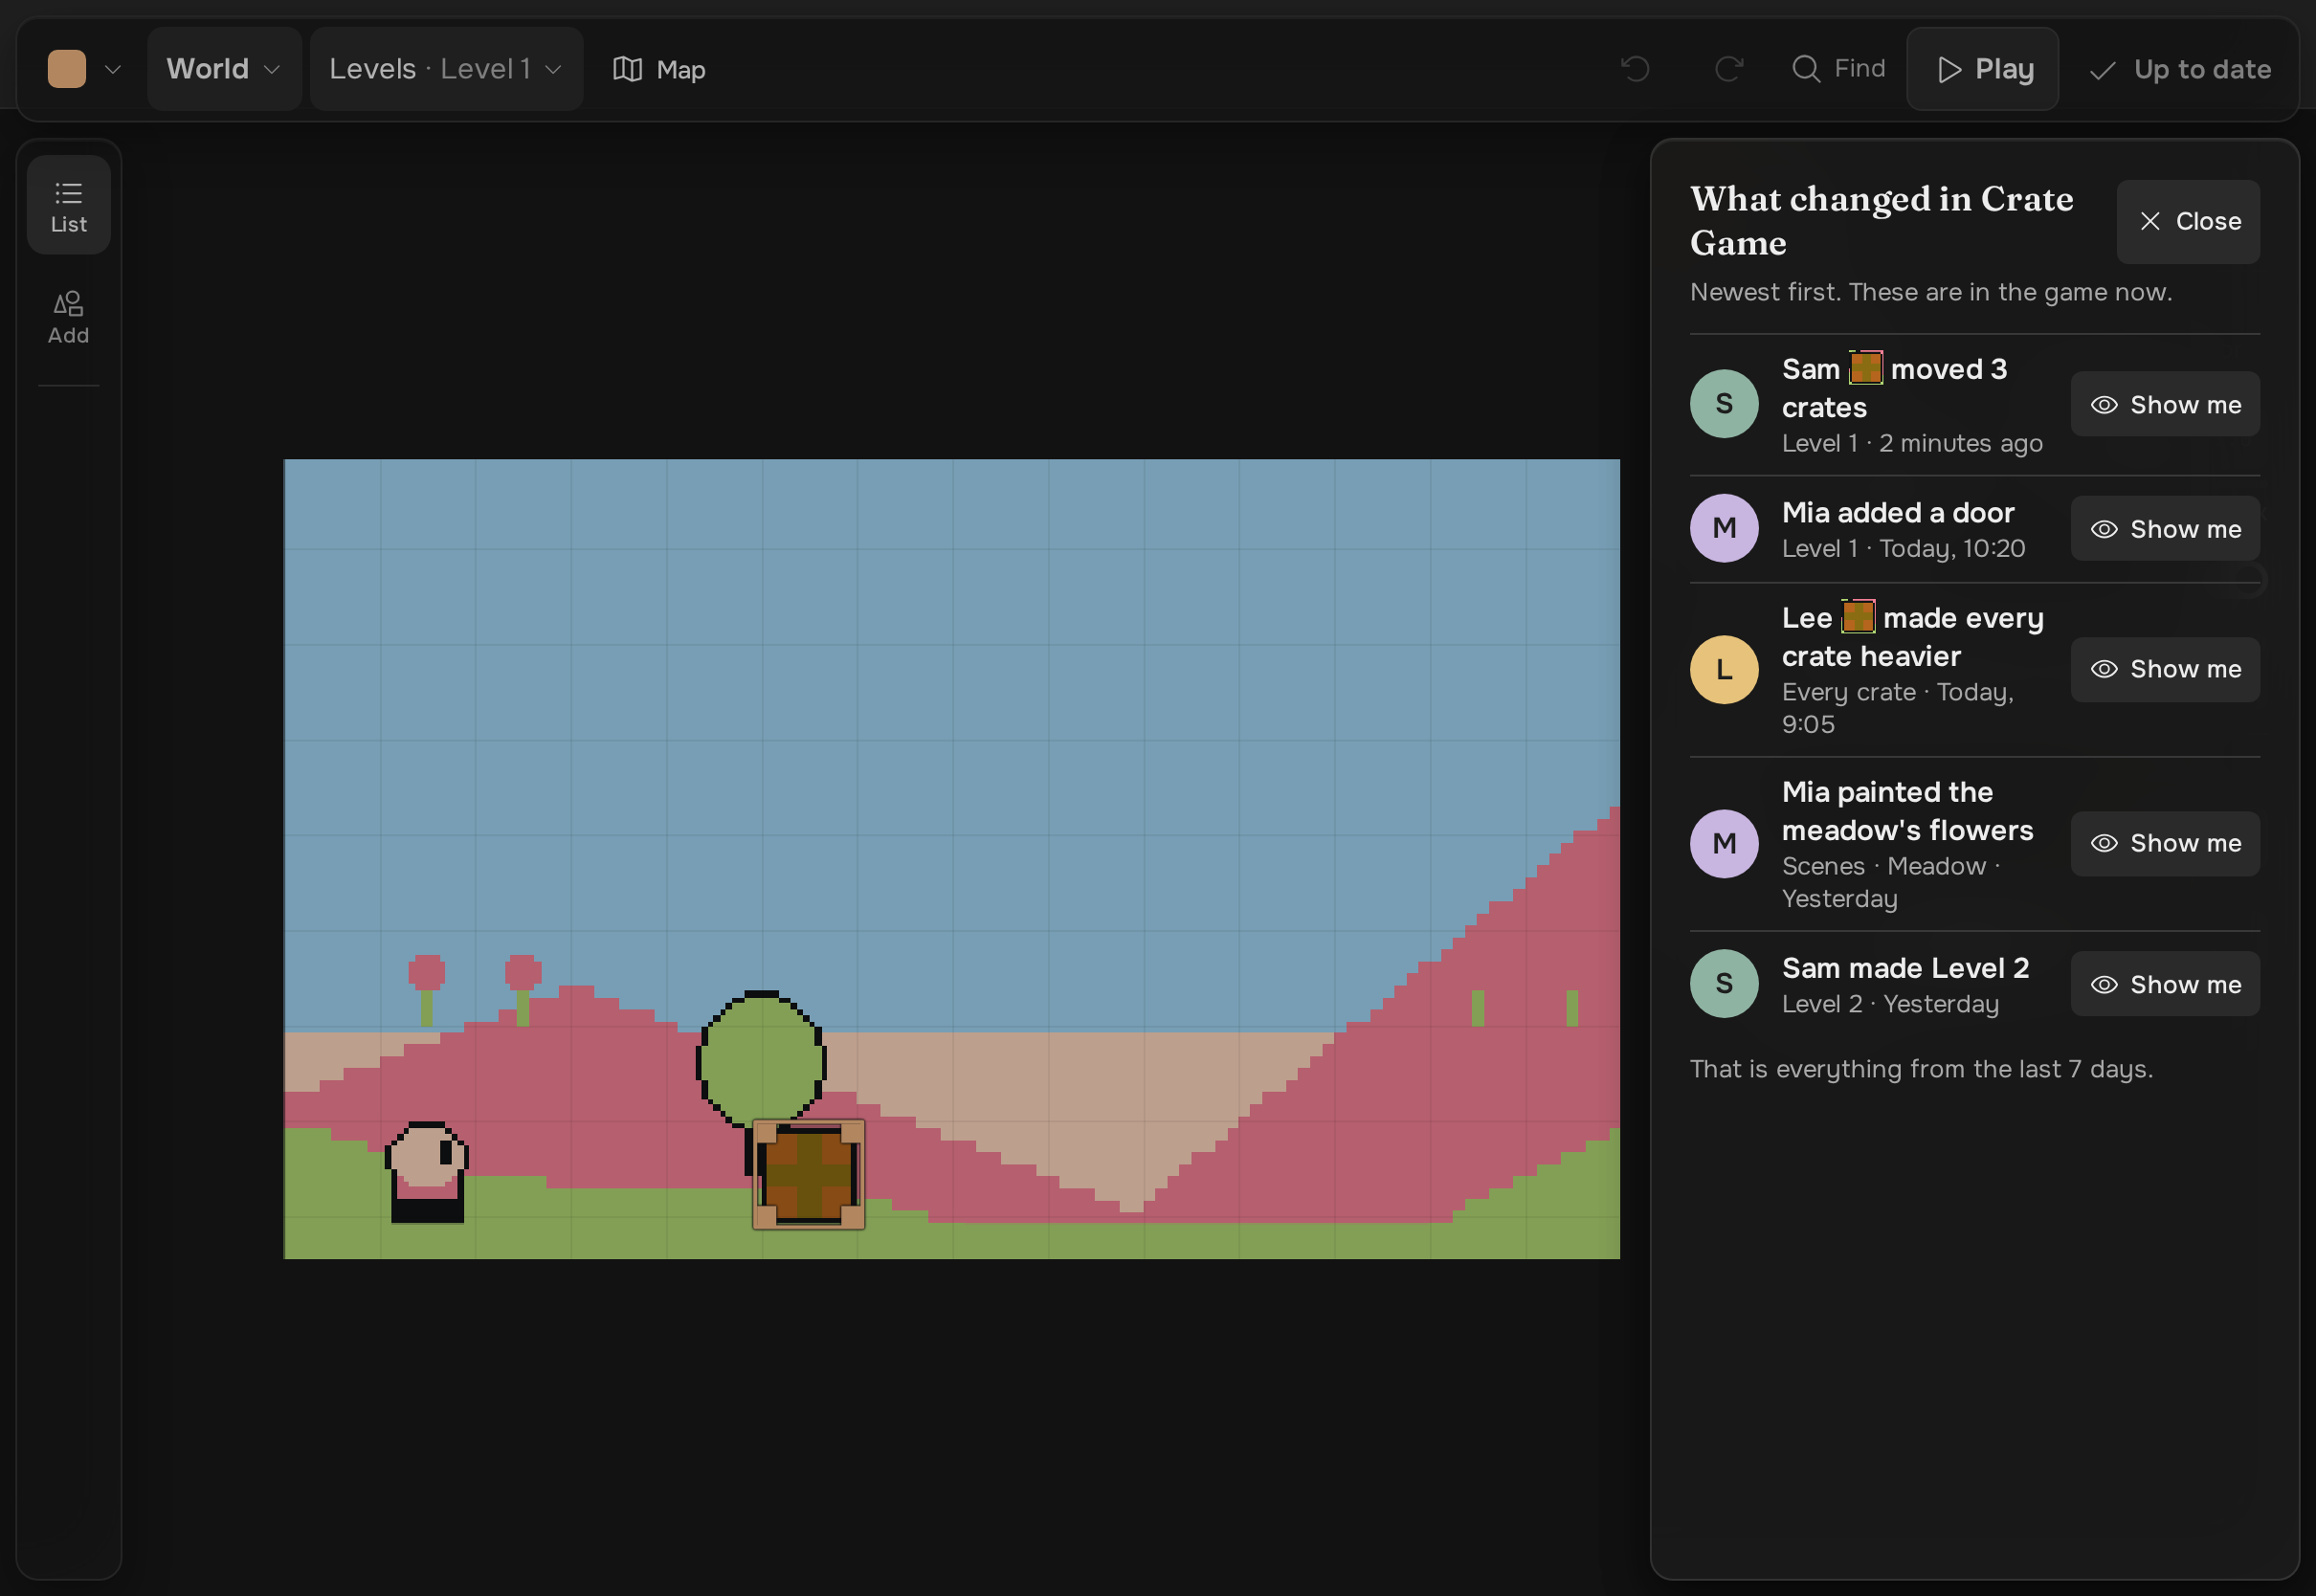 World
Levels · Level 1
Map
Find
Play
Up to date
List
Add
What changed in Crate
Game
Close
Newest first. These are in the game now.
S
Sam moved 3
crates
Level 1 · 2 minutes ago
Show me
M
Mia added a door
Level 1 · Today, 10:20
Show me
L
Lee made every
crate heavier
Every crate · Today,
9:05
Show me
M
Mia painted the
meadow's flowers
Scenes · Meadow ·
Yesterday
Show me
S
Sam made Level 2
Level 2 · Yesterday
Show me
That is everything from the last 7 days.